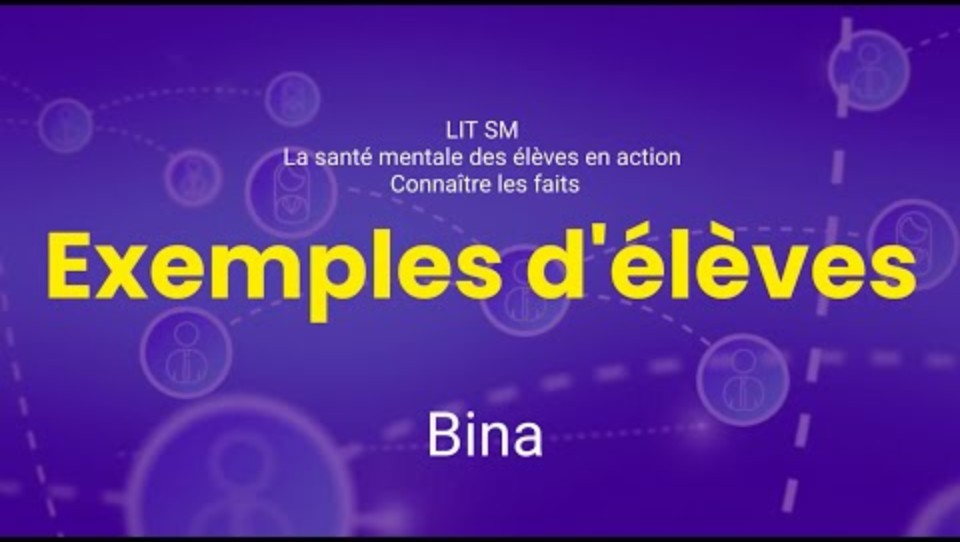 LIT SM
La santé mentale des élèves en action
Connaître les faits
Exemples d'élèves
Bina